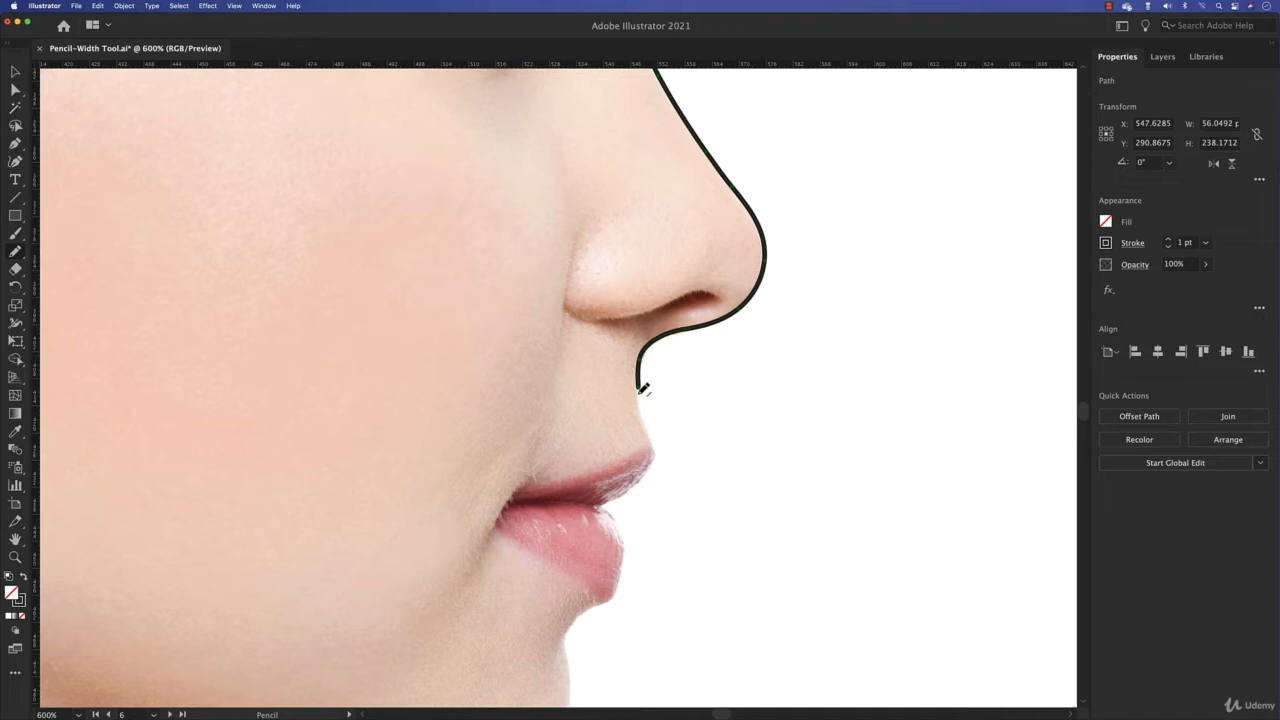 Illustrator File Edit Object Type Select Effect View Window Help
Adobe Illustrator 2021
Search Adobe Help
× Pencil-Width Tool.ai* @ 600% (RGB/Preview)
Properties Layers Libraries
Path
Transform
X: 547.6285 W: 56.0492 p
Y: 290.8675 H: 238.1712
0°
Appearance
Fill
Stroke 1 pt
Opacity 100%
fx.
Align
Quick Actions
Offset Path Join
Recolor Arrange
Start Global Edit
600% 6 Pencil
Udemy